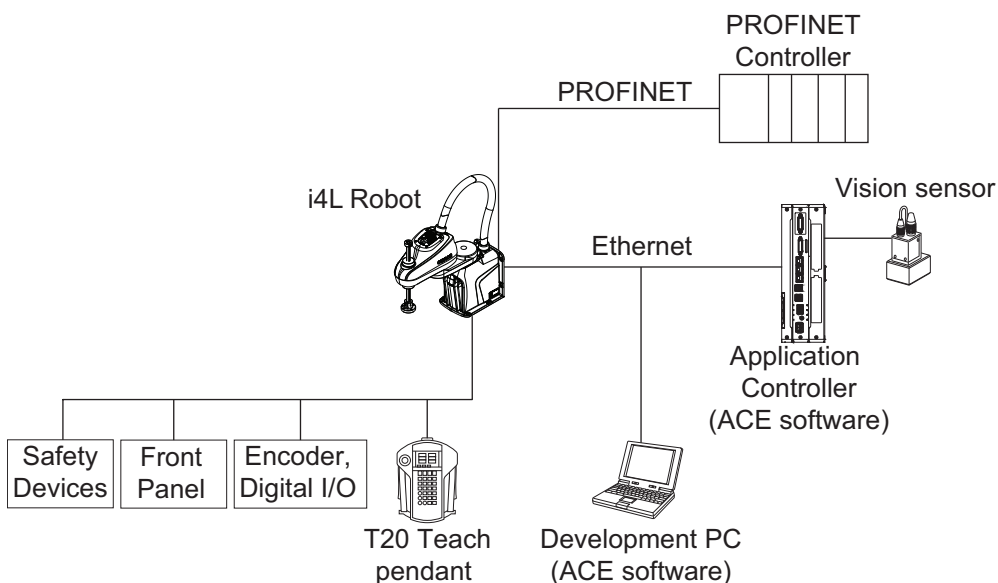 PROFINET
Controller
PROFINET
i4L Robot
Vision sensor
Ethernet
Application
Controller
(ACE software)
Safety
Devices
Front
Panel
Encoder,
Digital I/O
T20 Teach
pendant
Development PC
(ACE software)